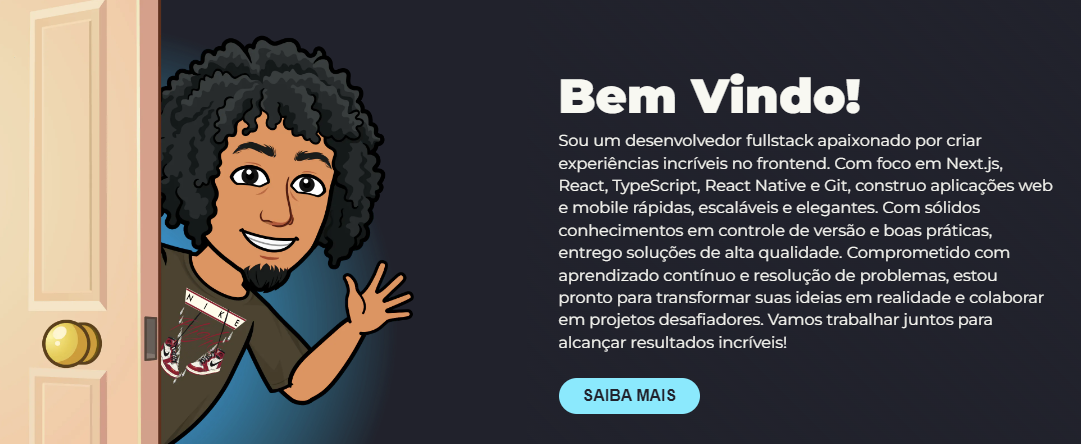 NIKE
Bem Vindo!
Sou um desenvolvedor fullstack apaixonado por criar
experiências incríveis no frontend. Com foco em Next.js,
React, TypeScript, React Native e Git, construo aplicações web
e mobile rápidas, escaláveis e elegantes. Com sólidos
conhecimentos em controle de versão e boas práticas,
entrego soluções de alta qualidade. Comprometido com
aprendizado contínuo e resolução de problemas, estou
pronto para transformar suas ideias em realidade e colaborar
em projetos desafiadores. Vamos trabalhar juntos para
alcançar resultados incríveis!
SAIBA MAIS